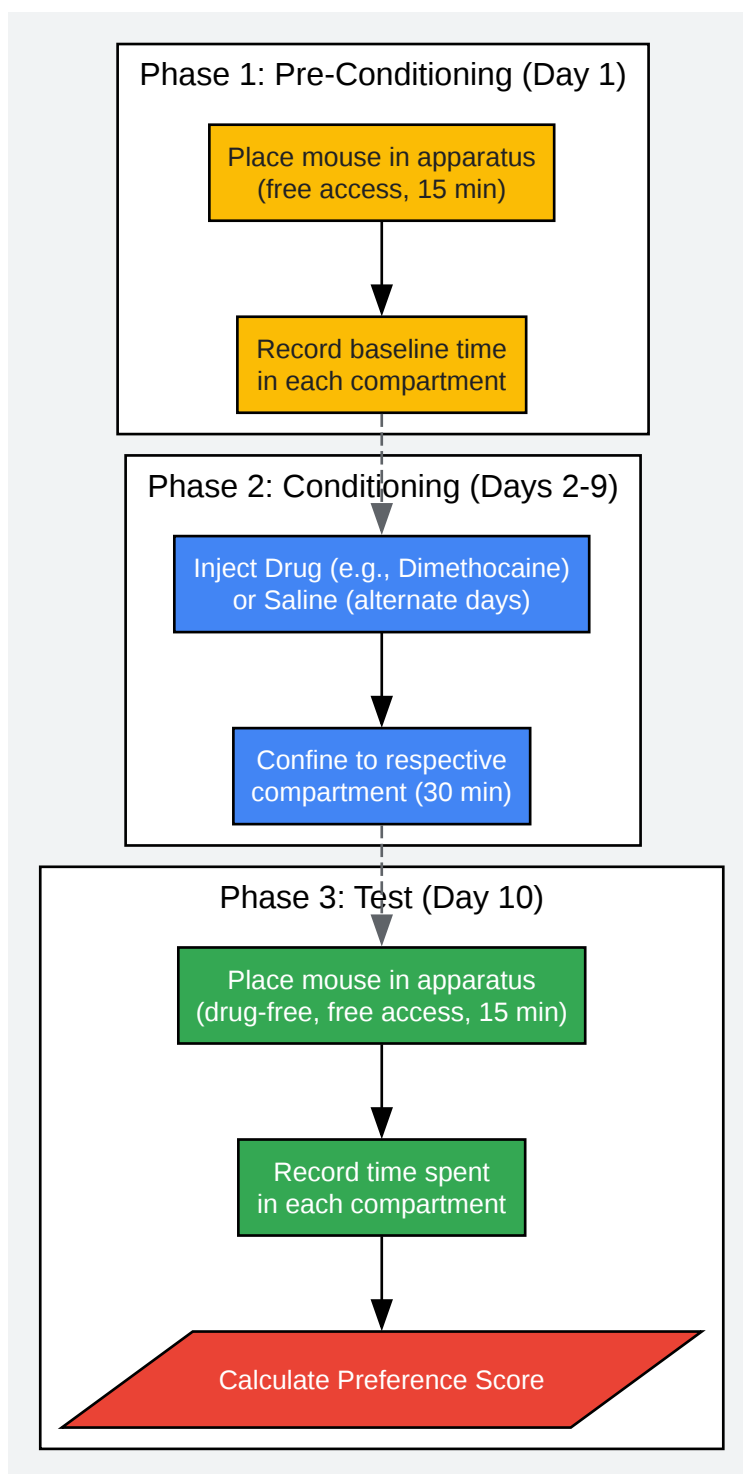 Phase 1: Pre-Conditioning (Day 1)
Place mouse in apparatus
(free access, 15 min)
Record baseline time
in each compartment
Phase 2: Conditioning (Days 2-9)
Inject Drug (e.g., Dimethocaine)
or Saline (alternate days)
Confine to respective
compartment (30 min)
Phase 3: Test (Day 10)
Place mouse in apparatus
(drug-free, free access, 15 min)
Record time spent
in each compartment
Calculate Preference Score